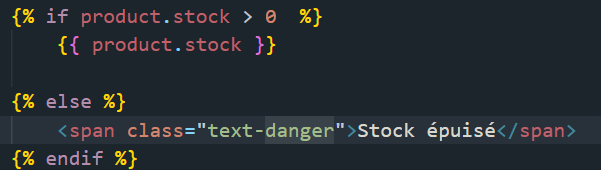 {% if product.stock > 0  %}
{{ product.stock }}
{% else %}
<span class="text-danger">Stock épuisé</span>
{% endif %}